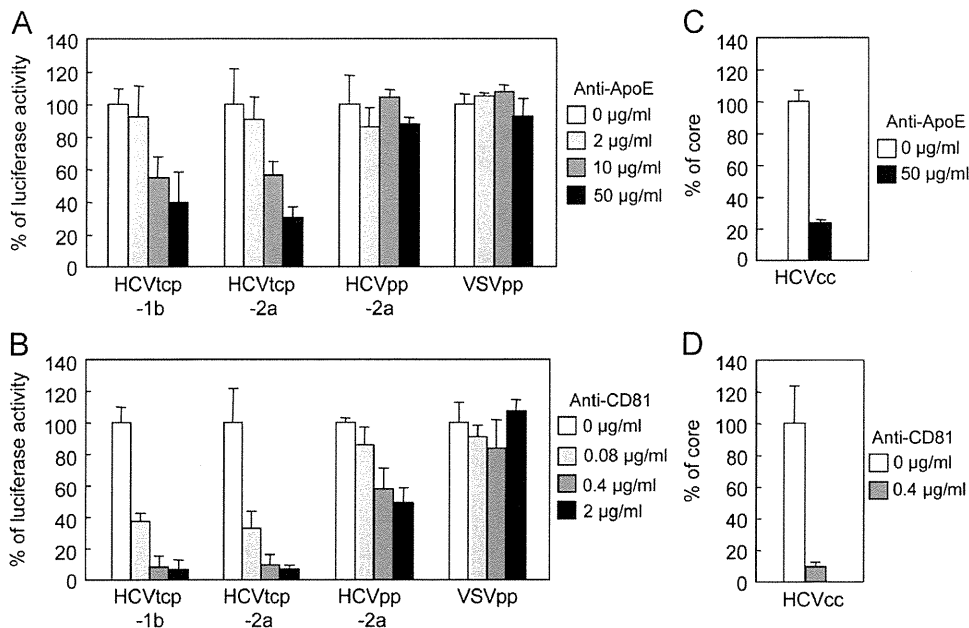 A
% of luciferase activity
140
120
100
80
60
40
20
0
HCVtcp
-1b
HCVtcp
-2a
HCVpp
-2a
VSVpp
Anti-ApoE
0 µg/ml
2 µg/ml
10 µg/ml
50 µg/ml
C
% of core
140
120
100
80
60
40
20
0
HCVcc
Anti-ApoE
0 µg/ml
50 µg/ml
B
% of luciferase activity
140
120
100
80
60
40
20
0
HCVtcp
-1b
HCVtcp
-2a
HCVpp
-2a
VSVpp
Anti-CD81
0 µg/ml
0.08 µg/ml
0.4 µg/ml
2 µg/ml
D
% of core
140
120
100
80
60
40
20
0
HCVcc
Anti-CD81
0 µg/ml
0.4 µg/ml